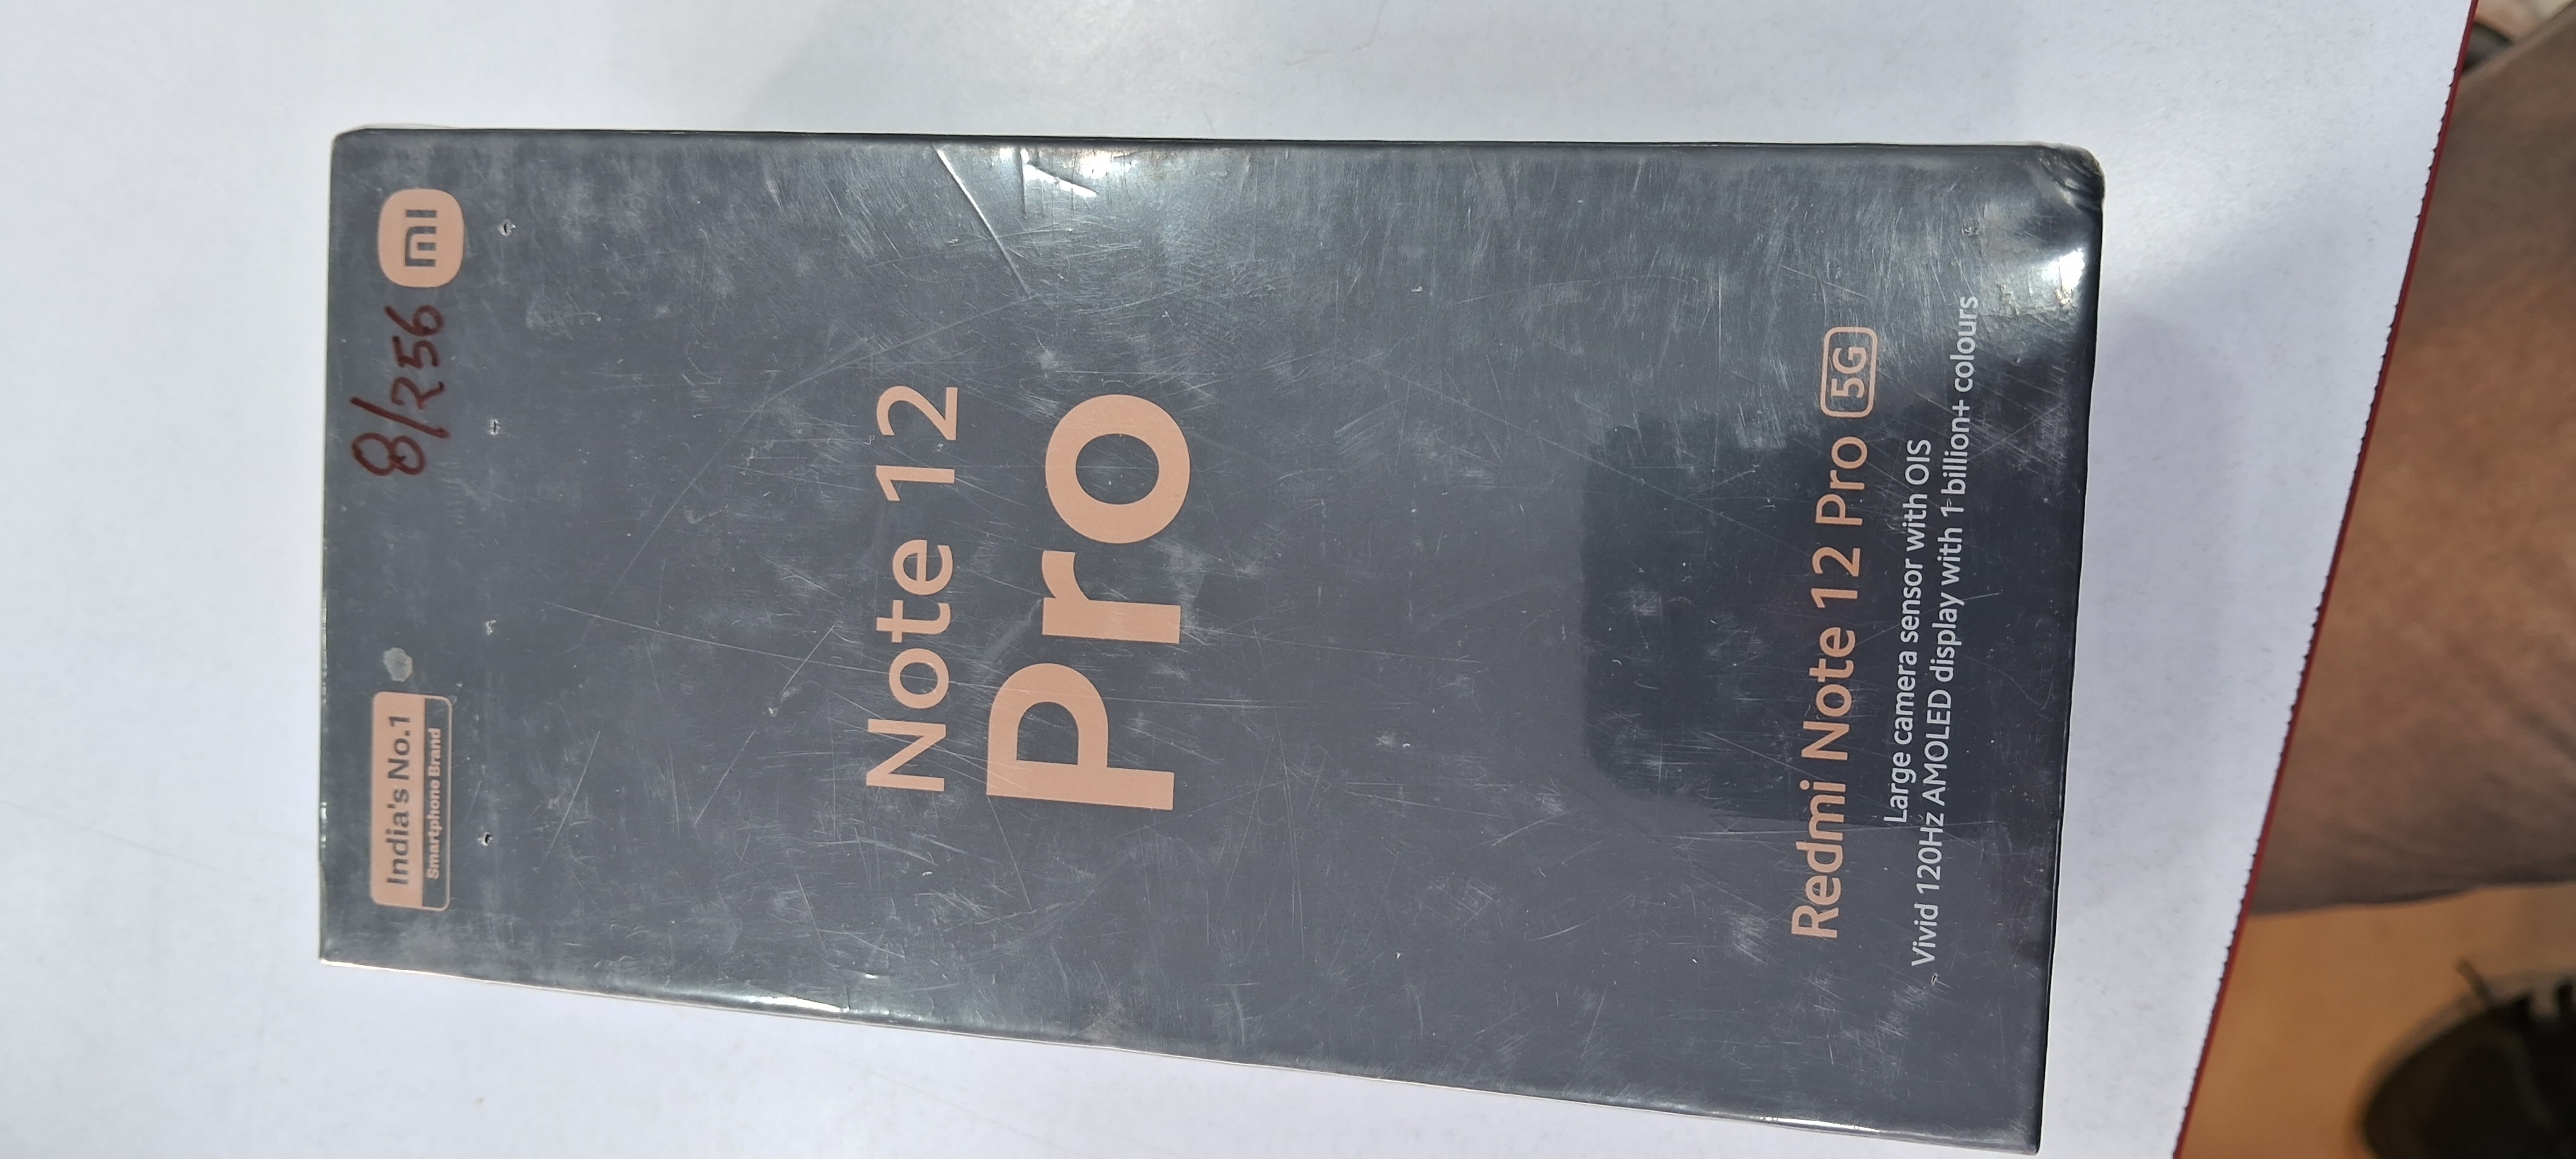 India's No.1
Smartphone Brand
8/256
mi
Note 12
Pro
Redmi Note 12 Pro 5G
Large camera sensor with OIS
Vivid 120Hz AMOLED display with 1 billion+ colours